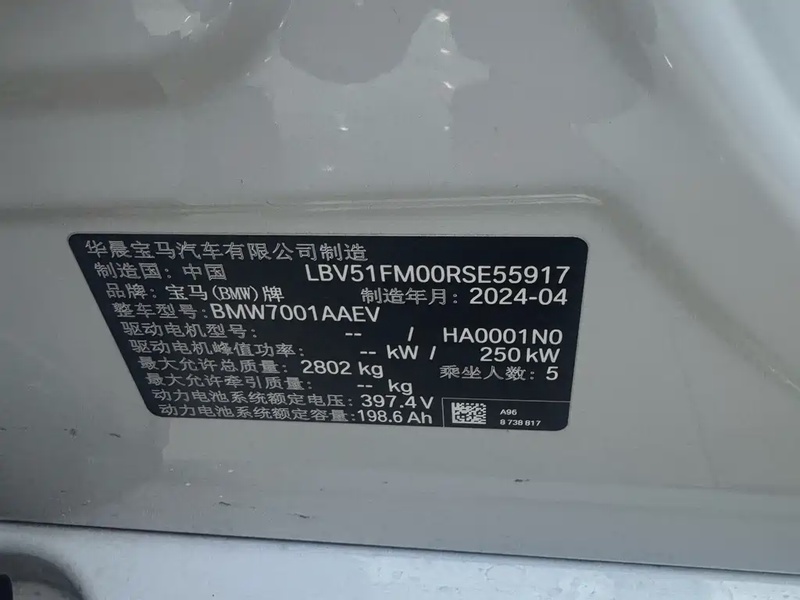 华晨宝马汽车有限公司制造
制造国: 中国 LBV51FM00RSE55917
品牌: 宝马(BMW)牌 制造年月: 2024-04
整车型号: BMW7001AAEV
驱动电机型号: -- / HA0001N0
驱动电机峰值功率: -- kW / 250 kW
最大允许总质量: 2802 kg 乘坐人数: 5
最大允许牵引质量: -- kg
动力电池系统额定电压: 397.4V
动力电池系统额定容量: 198.6 Ah
A96
8 738 817